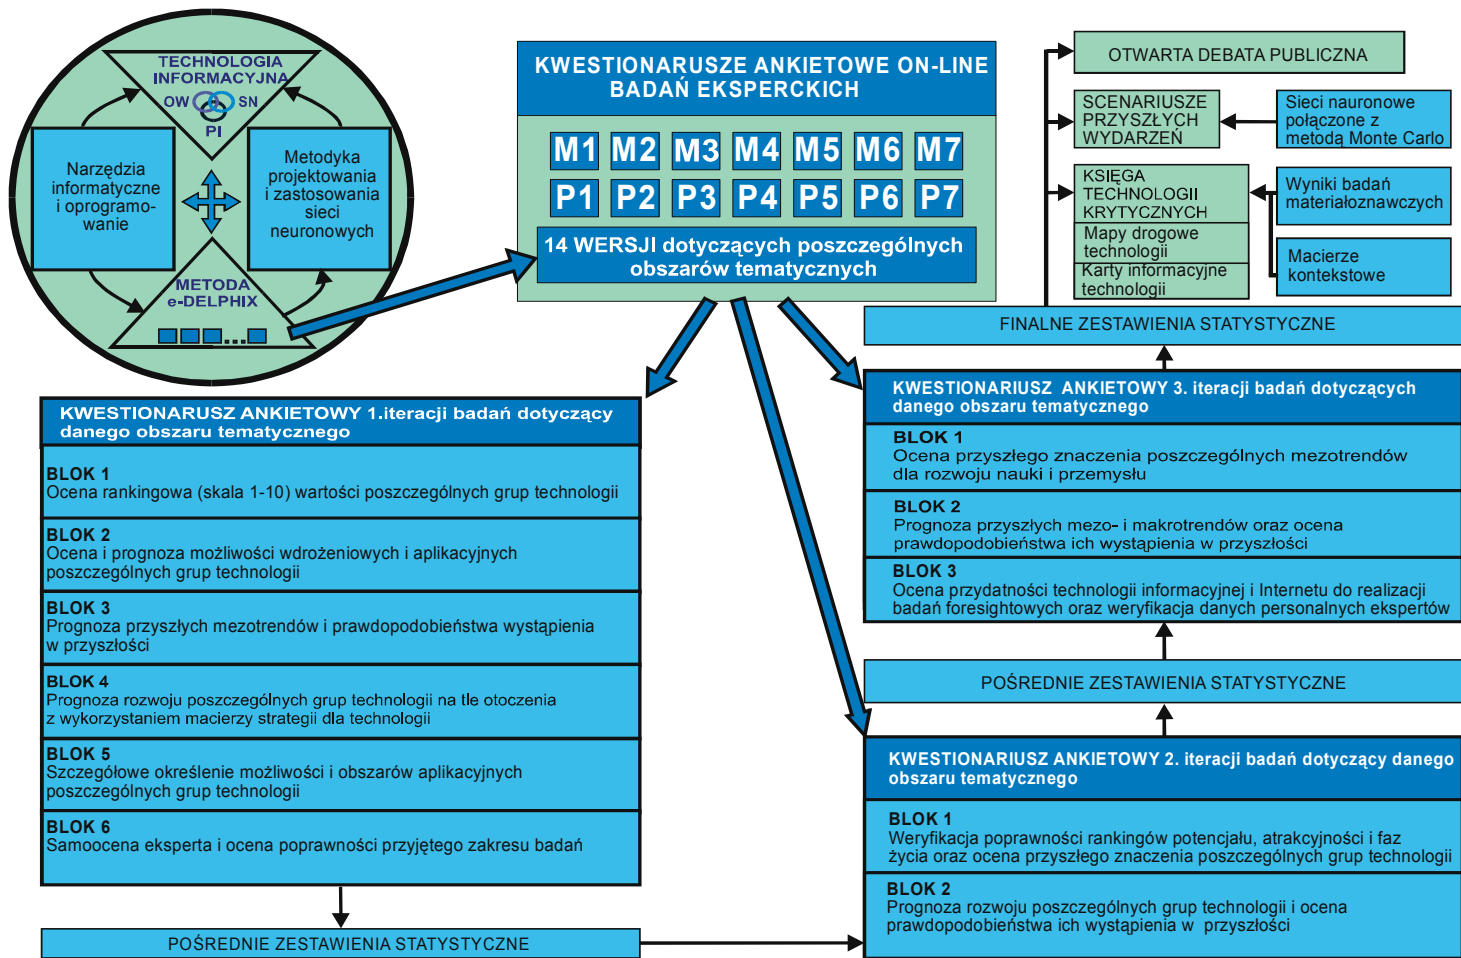 TECHNOLOGIA
INFORMACYJNA
OW SN
PI
Narzędzia
informatyczne
i oprogramo-
wanie
Metodyka
projektowania
i zastosowania
sieci
neuronowych
METODA
e-DELPHIX
....
KWESTIONARUSZE ANKIETOWE ON-LINE
BADAŃ EKSPERCKICH
M1 M2 M3 M4 M5 M6 M7
P1 P2 P3 P4 P5 P6 P7
14 WERSJI dotyczących poszczególnych
obszarów tematycznych
OTWARTA DEBATA PUBLICZNA
SCENARIUSZE
PRZYSZŁYCH
WYDARZEŃ
Sieci nauronowe
połączone z
metodą Monte Carlo
KSIĘGA
TECHNOLOGII
KRYTYCZNYCH
Mapy drogowe
technologii
Karty informacyjne
technologii
Wyniki badań
materiałoznawczych
Macierze
kontekstowe
FINALNE ZESTAWIENIA STATYSTYCZNE
KWESTIONARUSZ ANKIETOWY 1.iteracji badań dotyczący
danego obszaru tematycznego
BLOK 1
Ocena rankingowa (skala 1-10) wartości poszczególnych grup technologii
BLOK 2
Ocena i prognoza możliwości wdrożeniowych i aplikacyjnych
poszczególnych grup technologii
BLOK 3
Prognoza przyszłych mezotrendów i prawdopodobieństwa wystąpienia
w przyszłości
BLOK 4
Prognoza rozwoju poszczególnych grup technologii na tle otoczenia
z wykorzystaniem macierzy strategii dla technologii
BLOK 5
Szczegółowe określenie możliwości i obszarów aplikacyjnych
poszczególnych grup technologii
BLOK 6
Samoocena eksperta i ocena poprawności przyjętego zakresu badań
POŚREDNIE ZESTAWIENIA STATYSTYCZNE
KWESTIONARIUSZ ANKIETOWY 3. iteracji badań dotyczących
danego obszaru tematycznego
BLOK 1
Ocena przyszłego znaczenia poszczególnych mezotrendów
dla rozwoju nauki i przemysłu
BLOK 2
Prognoza przyszłych mezo- i makrotrendów oraz ocena
prawdopodobieństwa ich wystąpienia w przyszłości
BLOK 3
Ocena przydatności technologii informacyjnej i Internetu do realizacji
badań foresightowych oraz weryfikacja danych personalnych ekspertów
POŚREDNIE ZESTAWIENIA STATYSTYCZNE
KWESTIONARIUSZ ANKIETOWY 2. iteracji badań dotyczący danego
obszaru tematycznego
BLOK 1
Weryfikacja poprawności rankingów potencjału, atrakcyjności i faz
życia oraz ocena przyszłego znaczenia poszczególnych grup technologii
BLOK 2
Prognoza rozwoju poszczególnych grup technologii i ocena
prawdopodobieństwa ich wystąpienia w przyszłości